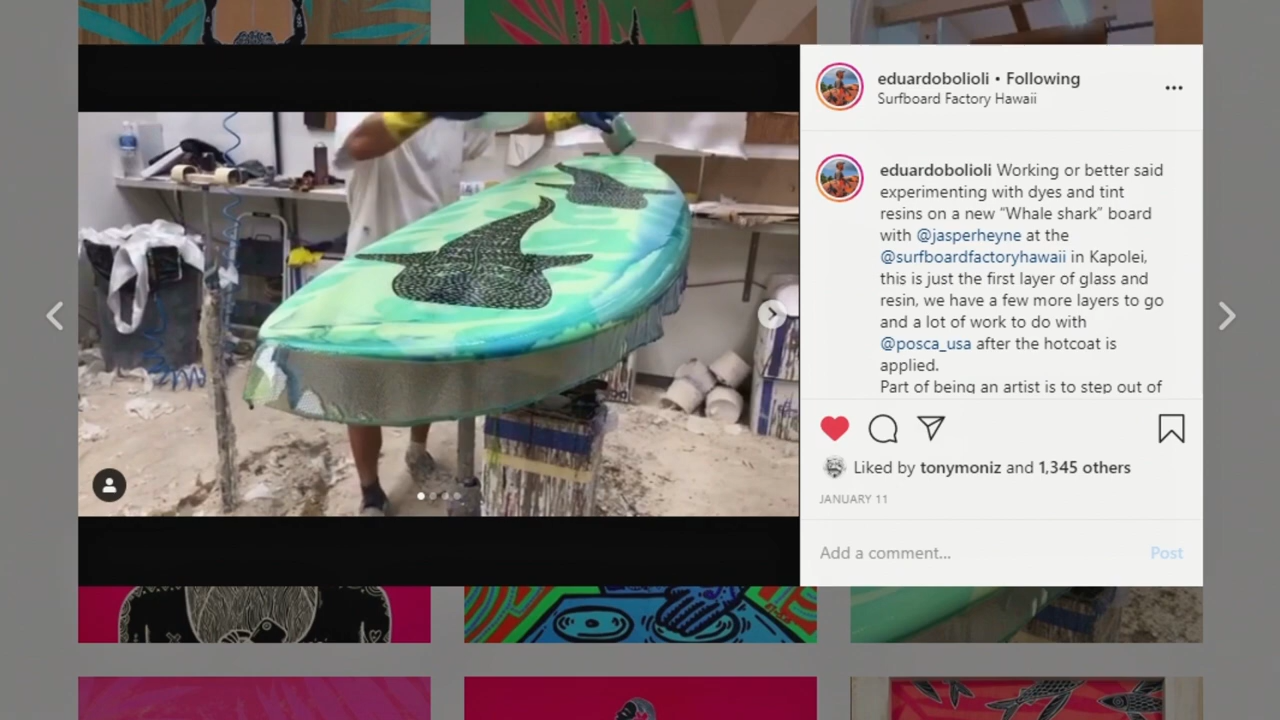 eduardobolioli • Following
Surfboard Factory Hawaii
eduardobolioli Working or better said
experimenting with dyes and tint
resins on a new “Whale shark” board
with @jasperheyne at the
@surfboardfactoryhawaii in Kapolei,
this is just the first layer of glass and
resin, we have a few more layers to go
and a lot of work to do with
@posca_usa after the hotcoat is
applied.
Part of being an artist is to step out of
Liked by tonymoniz and 1,345 others
JANUARY 11
Add a comment... Post